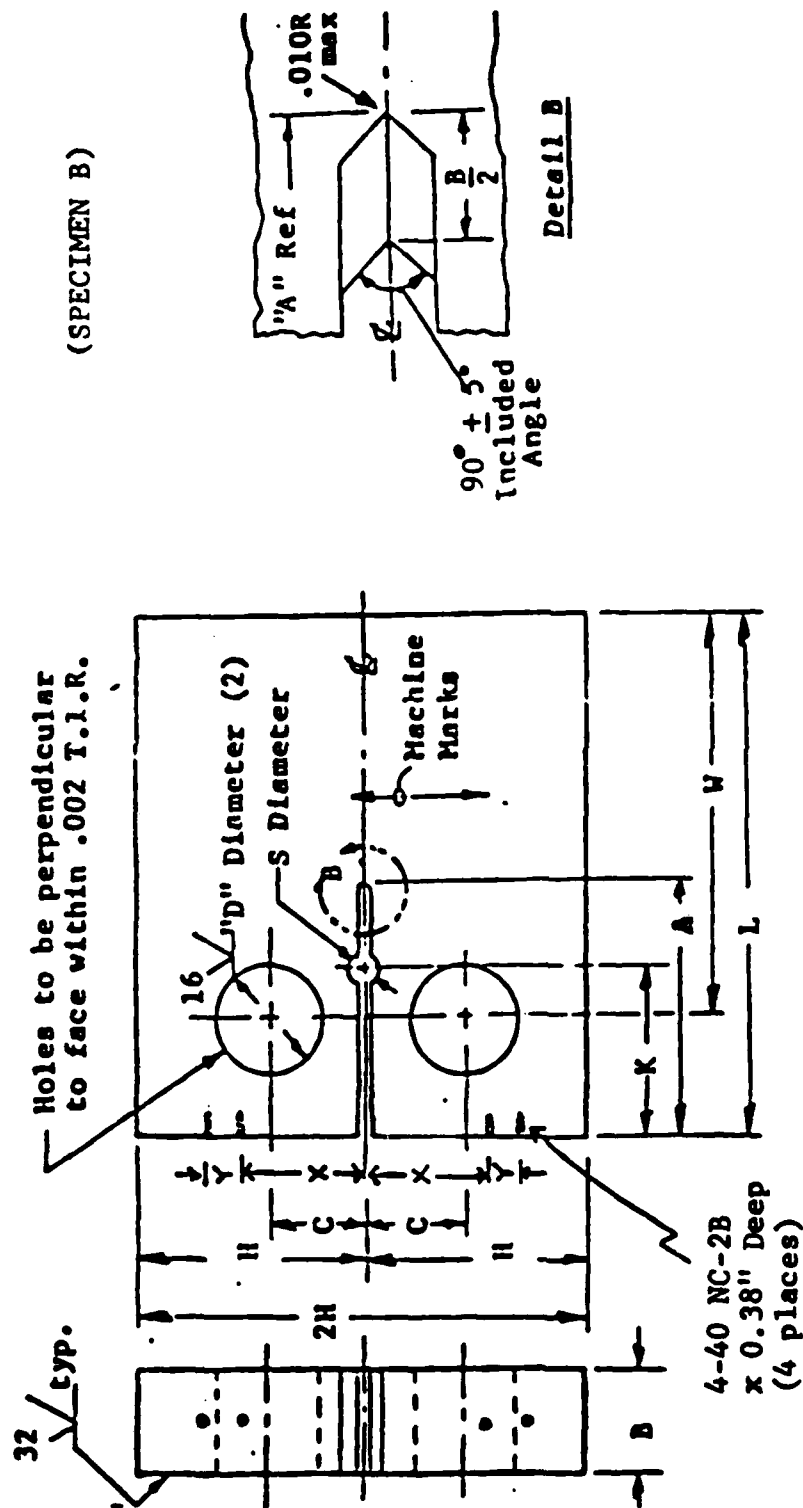 (SPECIMEN B)
.010R
max
"A" Ref
B
2
90° ± 5°
Included
Angle
Detail B
Holes to be perpendicular
to face within .002 T.I.R.
16
"D" Diameter (2)
S Diameter
B
Machine
Marks
W
A
L
K
Y
X
X
Y
C
C
H
H
2H
32
typ.
B
4-40 NC-2B
x 0.38" Deep
(4 places)